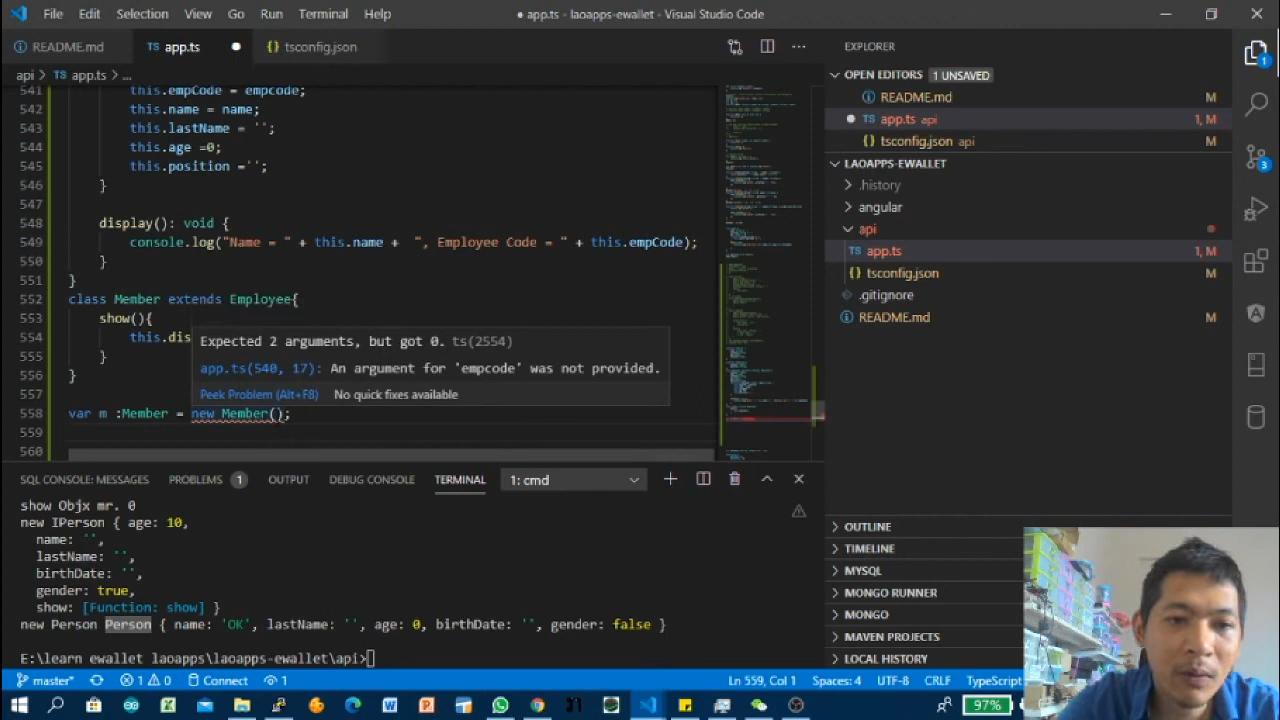 File Edit Selection View Go Run Terminal Help
app.ts - laoapps-ewallet - Visual Studio Code
README.md
TS app.ts
{} tsconfig.json
api > TS app.ts > ...
541 this.empCode = empcode;
542 this.name = name;
543 this.lastName = '';
544 this.age =0;
545 this.position ='';
546 }
547
548 display(): void {
549 console.log("Name = " + this.name + ", Employee Code = " + this.empCode);
550 }
551 }
552 class Member extends Employee{
553 show(){
554 this.dis
555 }
556 }
557
558 var m :Member = new Member();
559
560
Expected 2 arguments, but got 0. ts(2554)
app.ts(540, 17): An argument for 'empcode' was not provided.
Peek Problem (Alt+F8) No quick fixes available
SQL CONSOLE: MESSAGES PROBLEMS 1 OUTPUT DEBUG CONSOLE TERMINAL 1: cmd
show Objx mr. 0
new IPerson { age: 10,
name: '',
lastName: '',
birthDate: '',
gender: true,
show: [Function: show] }
new Person Person { name: 'OK', lastName: '', age: 0, birthDate: '', gender: false }
E:\learn ewallet laoapps\laoapps-ewallet\api>
EXPLORER
OPEN EDITORS 1 UNSAVED
README.md M
TS app.ts api 1, M
{} tsconfig.json api M
LAOAPPS-EWALLET
.history
angular
api
TS app.ts 1, M
{} tsconfig.json M
.gitignore
README.md M
OUTLINE
TIMELINE
MYSQL
MONGO RUNNER
MONGO
MAVEN PROJECTS
LOCAL HISTORY
1
3
master* 1 0 Connect 1 Ln 559, Col 1 Spaces: 4 UTF-8 CRLF TypeScript
97%